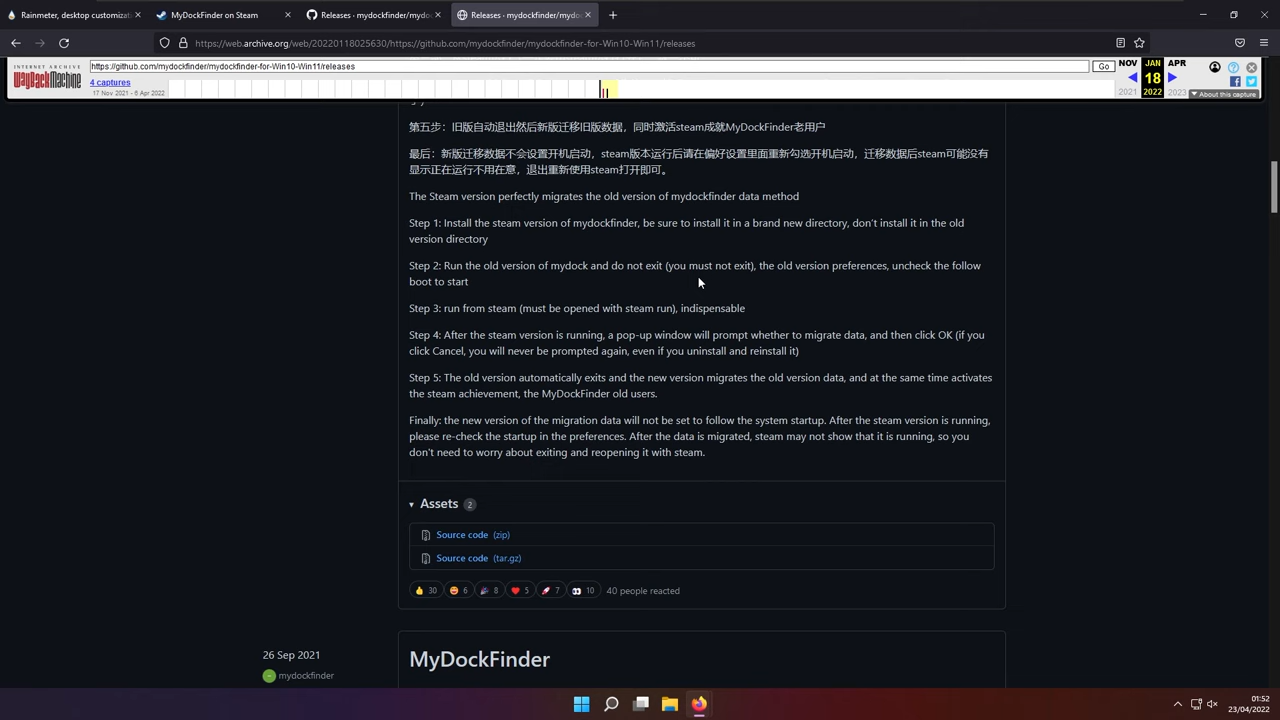 Rainmeter, desktop customizati
MyDockFinder on Steam
Releases · mydockfinder/mydoc
Releases · mydockfinder/mydoc
https://web.archive.org/web/20220118025630/https://github.com/mydockfinder/mydockfinder-for-Win10-Win11/releases
INTERNET ARCHIVE
WayBackMachine
https://github.com/mydockfinder/mydockfinder-for-Win10-Win11/releases
Go
NOV JAN APR
4 captures
18
17 Nov 2021 - 6 Apr 2022
2021 2022 2023
About this capture
第五步：旧版自动退出然后新版迁移旧版数据，同时激活steam成就MyDockFinder老用户
最后：新版迁移数据不会设置开机启动，steam版本运行后请在偏好设置里面重新勾选开机启动，迁移数据后steam可能没有
显示正在运行不用在意，退出重新使用steam打开即可。
The Steam version perfectly migrates the old version of mydockfinder data method
Step 1: Install the steam version of mydockfinder, be sure to install it in a brand new directory, don't install it in the old
version directory
Step 2: Run the old version of mydock and do not exit (you must not exit), the old version preferences, uncheck the follow
boot to start
Step 3: run from steam (must be opened with steam run), indispensable
Step 4: After the steam version is running, a pop-up window will prompt whether to migrate data, and then click OK (if you
click Cancel, you will never be prompted again, even if you uninstall and reinstall it)
Step 5: The old version automatically exits and the new version migrates the old version data, and at the same time activates
the steam achievement, the MyDockFinder old users.
Finally: the new version of the migration data will not be set to follow the system startup. After the steam version is running,
please re-check the startup in the preferences. After the data is migrated, steam may not show that it is running, so you
don't need to worry about exiting and reopening it with steam.
Assets 2
Source code (zip)
Source code (tar.gz)
30 6 8 5 7 10 40 people reacted
26 Sep 2021
mydockfinder
MyDockFinder
01:52
23/04/2022